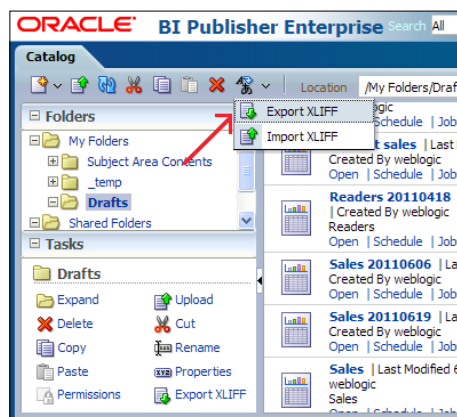 ORACLE BI Publisher Enterprise Search All
Catalog
Location /My Folders/Draf
Export XLIFF
Import XLIFF
Folders
My Folders
Subject Area Contents
_temp
Drafts
Shared Folders
Tasks
Drafts
Expand Upload
Delete Cut
Copy Rename
Paste Properties
Permissions Export XLIFF
Schedule | Job
sales | Last
Created By weblogic
Open | Schedule | Job
Readers 20110418
| Created By weblogic
Readers
Open | Schedule | Job
Sales 20110606 | La
Created By weblogic
Open | Schedule | Job
Sales 20110619 | La
Created By weblogic
Open | Schedule | Job
Sales | Last Modified 6
weblogic
Sales
Open | Schedule | Job